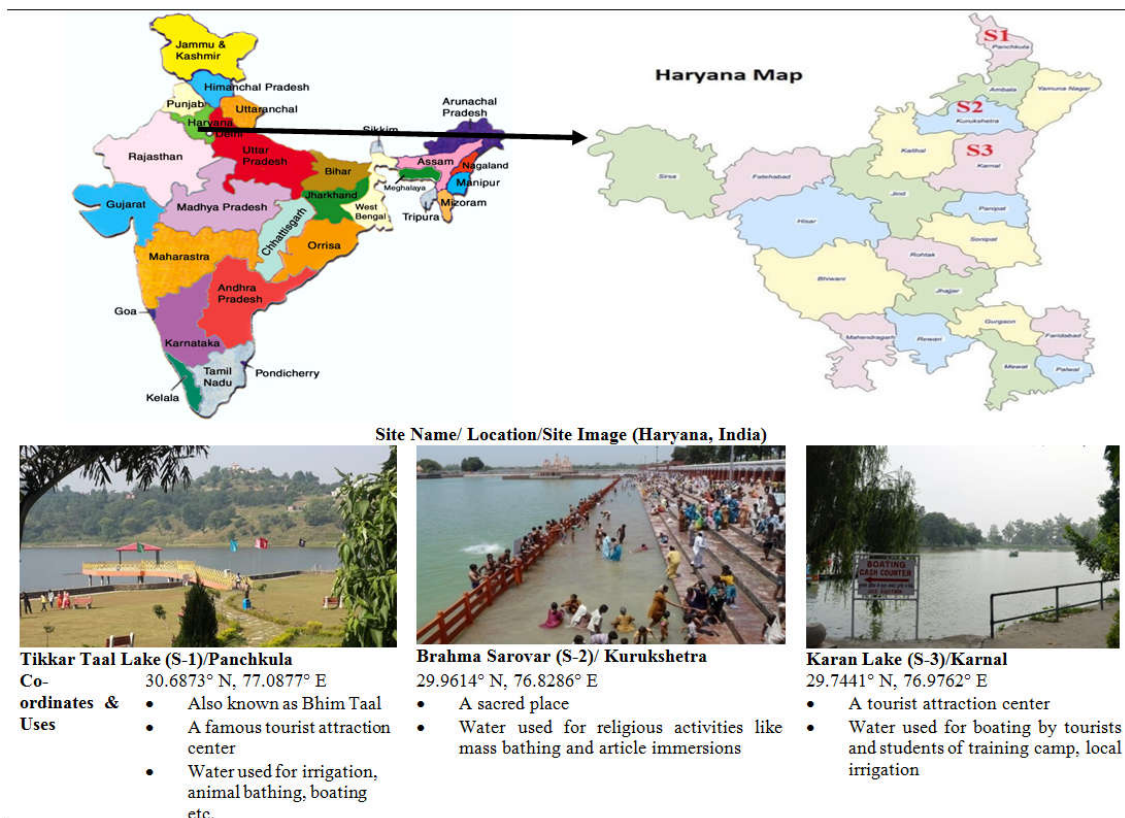 Jammu &
Kashmir
Himanchal Pradesh
Punjab
Uttaranchal
Haryana
Delhi
Rajasthan
Uttar
Pradesh
Sikkim
Arunachal
Pradesh
Assam
Nagaland
Meghalaya
Manipur
Bihar
Jharkhand
West
Bengal
Tripura
Mizoram
Gujarat
Madhya Pradesh
Chhattisgarh
Orrisa
Maharastra
Andhra
Pradesh
Goa
Karnataka
Tamil
Nadu
Pondicherry
Kelala
Haryana Map
S1
Panchkula
Ambala
Yamuna Nagar
S2
Kurukshetra
Kaithal
S3
Karnal
Sirsa
Fatehabad
Jind
Panipat
Hisar
Sonipat
Rohtak
Bhiwani
Jhajjar
Gurgaon
Faridabad
Mahendragarh
Rewari
Mewat
Palwal
Site Name/ Location/Site Image (Haryana, India)
BOATING
CASH COUNTER
Tikkar Taal Lake (S-1)/Panchkula
Co-
ordinates &
Uses
30.6873° N, 77.0877° E
• Also known as Bhim Taal
• A famous tourist attraction
center
• Water used for irrigation,
animal bathing, boating
etc.
Brahma Sarovar (S-2)/ Kurukshetra
29.9614° N, 76.8286° E
• A sacred place
• Water used for religious activities like
mass bathing and article immersions
Karan Lake (S-3)/Karnal
29.7441° N, 76.9762° E
• A tourist attraction center
• Water used for boating by tourists
and students of training camp, local
irrigation